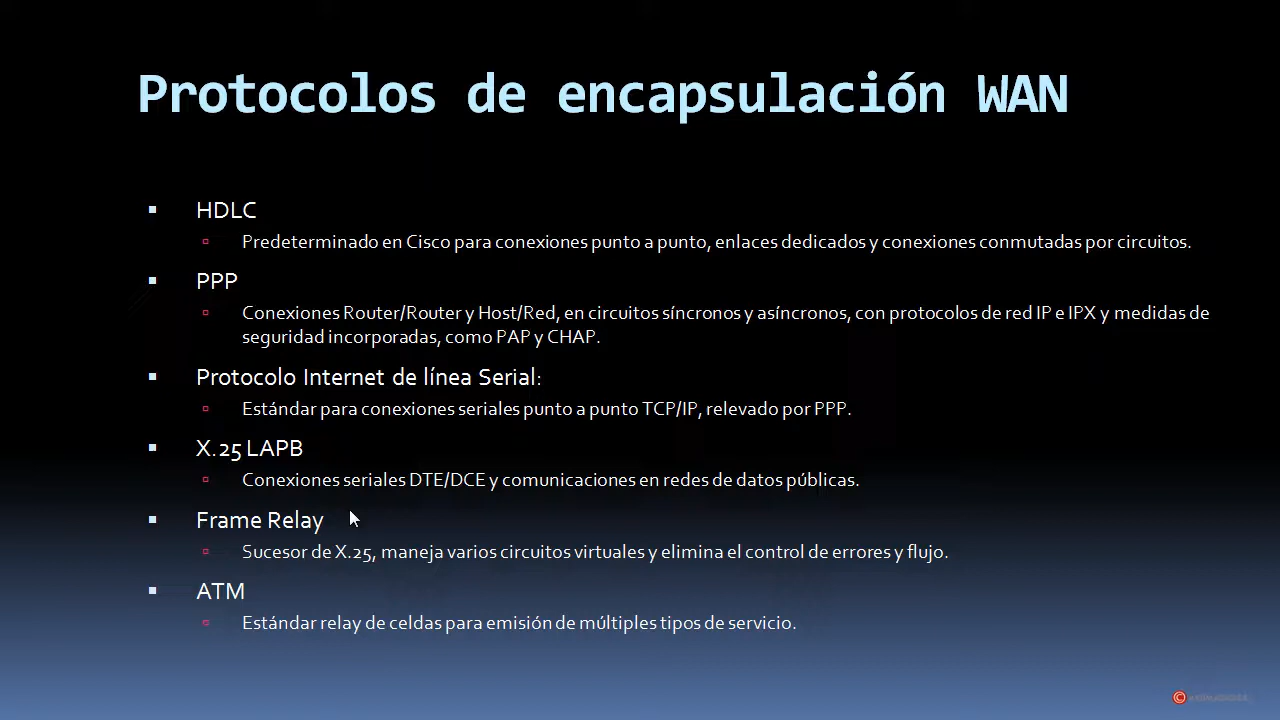 Protocolos de encapsulación WAN
HDLC
Predeterminado en Cisco para conexiones punto a punto, enlaces dedicados y conexiones conmutadas por circuitos.
PPP
Conexiones Router/Router y Host/Red, en circuitos síncronos y asíncronos, con protocolos de red IP e IPX y medidas de
seguridad incorporadas, como PAP y CHAP.
Protocolo Internet de línea Serial:
Estándar para conexiones seriales punto a punto TCP/IP, relevado por PPP.
X.25 LAPB
Conexiones seriales DTE/DCE y comunicaciones en redes de datos públicas.
Frame Relay
Sucesor de X.25, maneja varios circuitos virtuales y elimina el control de errores y flujo.
ATM
Estándar relay de celdas para emisión de múltiples tipos de servicio.
©